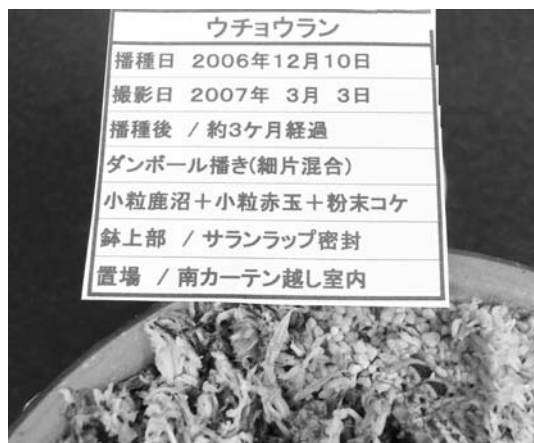 ウチョウラン
播種日 2006年12月10日
撮影日 2007年 3月 3日
播種後 / 約3ケ月経過
ダンボール播き(細片混合)
小粒鹿沼＋小粒赤玉＋粉末コケ
鉢上部 / サランラップ密封
置場 / 南カーテン越し室内